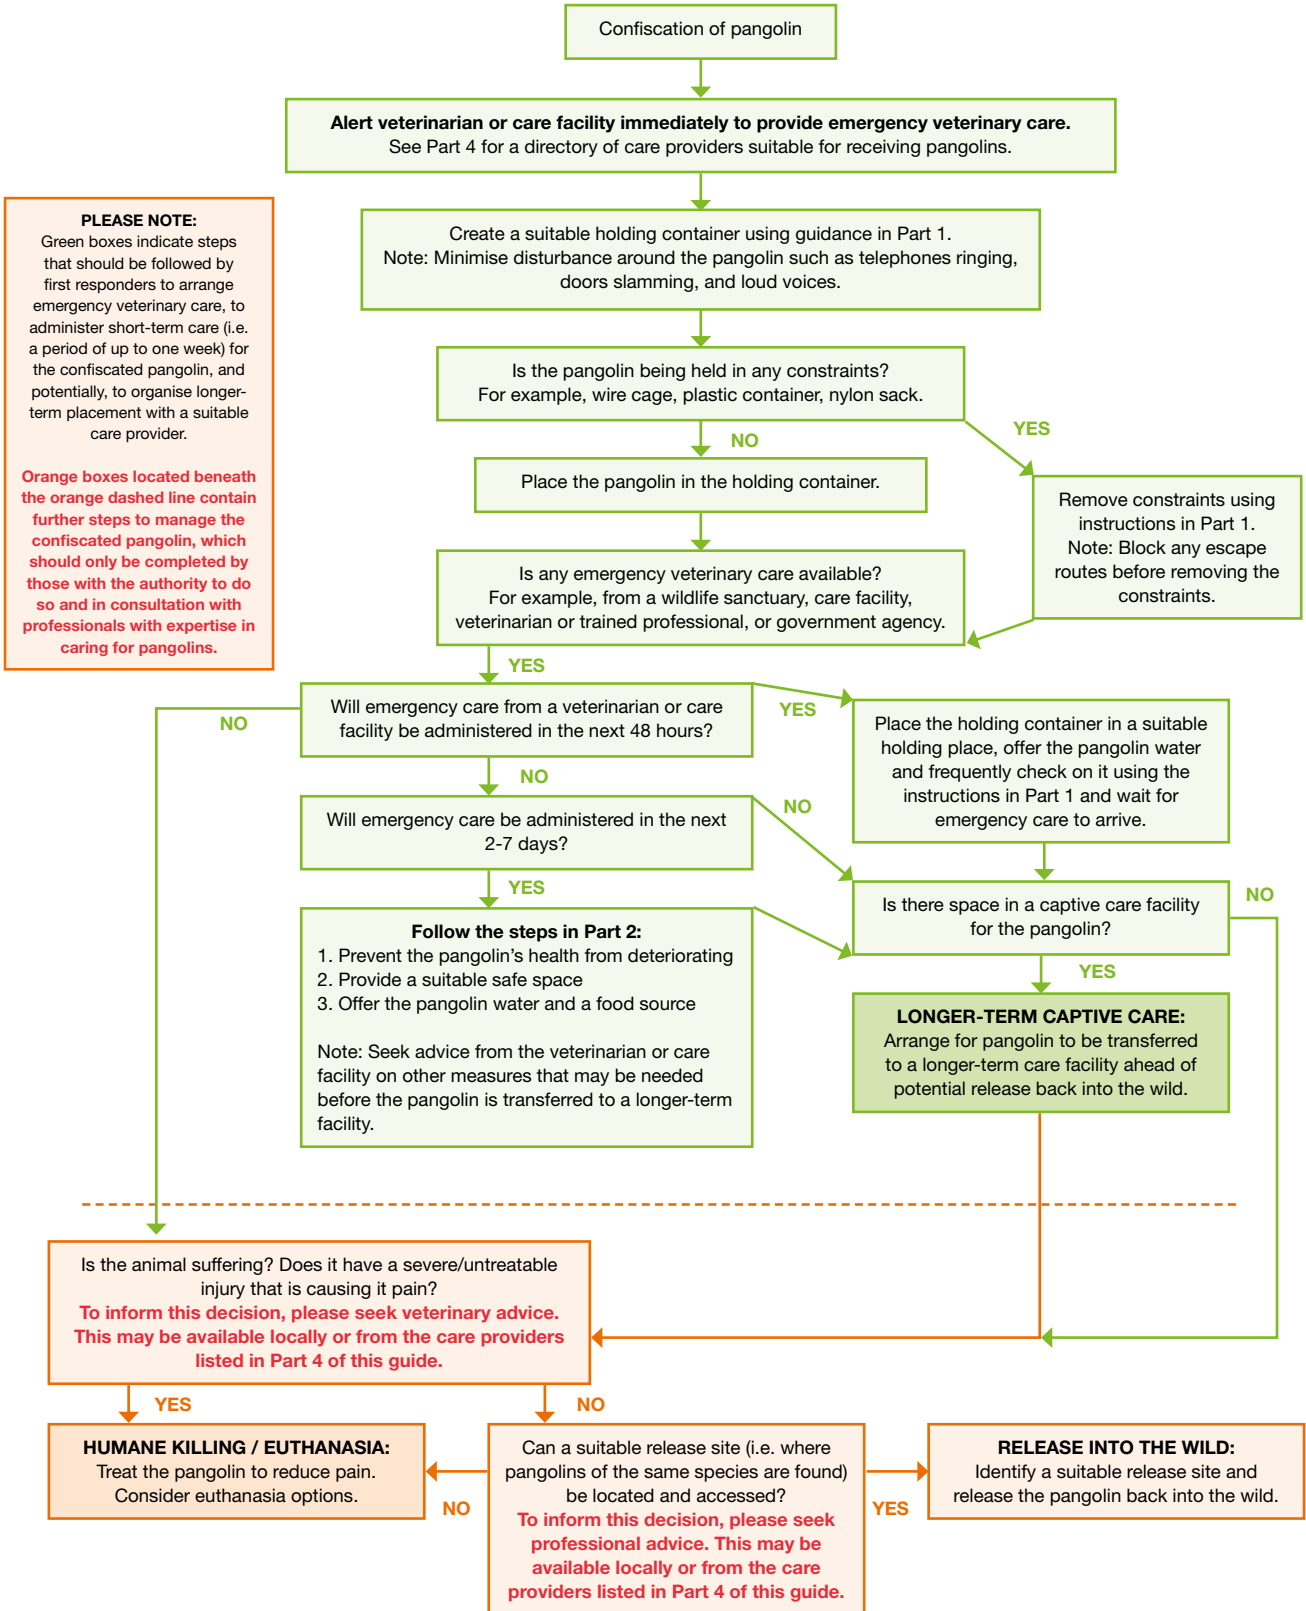 Confiscation of pangolin
Alert veterinarian or care facility immediately to provide emergency veterinary care.
See Part 4 for a directory of care providers suitable for receiving pangolins.
PLEASE NOTE:
Green boxes indicate steps
that should be followed by
first responders to arrange
emergency veterinary care, to
administer short-term care (i.e.
a period of up to one week) for
the confiscated pangolin, and
potentially, to organise longer-
term placement with a suitable
care provider.
Orange boxes located beneath
the orange dashed line contain
further steps to manage the
confiscated pangolin, which
should only be completed by
those with the authority to do
so and in consultation with
professionals with expertise in
caring for pangolins.
Create a suitable holding container using guidance in Part 1.
Note: Minimise disturbance around the pangolin such as telephones ringing,
doors slamming, and loud voices.
Is the pangolin being held in any constraints?
For example, wire cage, plastic container, nylon sack.
YES
NO
Place the pangolin in the holding container.
Remove constraints using
instructions in Part 1.
Note: Block any escape
routes before removing the
constraints.
Is any emergency veterinary care available?
For example, from a wildlife sanctuary, care facility,
veterinarian or trained professional, or government agency.
YES
NO
Will emergency care from a veterinarian or care
facility be administered in the next 48 hours?
YES
Place the holding container in a suitable
holding place, offer the pangolin water
and frequently check on it using the
instructions in Part 1 and wait for
emergency care to arrive.
NO
Will emergency care be administered in the next
2-7 days?
NO
YES
Is there space in a captive care facility
for the pangolin?
NO
YES
Follow the steps in Part 2:
1. Prevent the pangolin's health from deteriorating
2. Provide a suitable safe space
3. Offer the pangolin water and a food source
Note: Seek advice from the veterinarian or care
facility on other measures that may be needed
before the pangolin is transferred to a longer-term
facility.
LONGER-TERM CAPTIVE CARE:
Arrange for pangolin to be transferred
to a longer-term care facility ahead of
potential release back into the wild.
Is the animal suffering? Does it have a severe/untreatable
injury that is causing it pain?
To inform this decision, please seek veterinary advice.
This may be available locally or from the care providers
listed in Part 4 of this guide.
YES
NO
HUMANE KILLING / EUTHANASIA:
Treat the pangolin to reduce pain.
Consider euthanasia options.
NO
Can a suitable release site (i.e. where
pangolins of the same species are found)
be located and accessed?
To inform this decision, please seek
professional advice. This may be
available locally or from the care
providers listed in Part 4 of this guide.
YES
RELEASE INTO THE WILD:
Identify a suitable release site and
release the pangolin back into the wild.